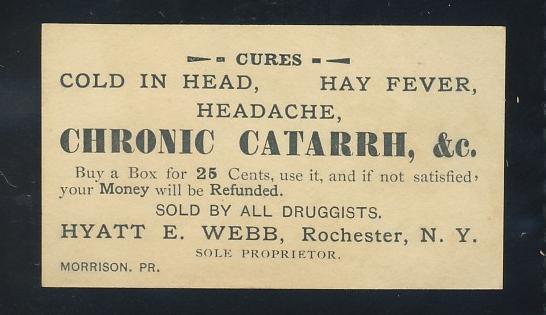 CURES
COLD IN HEAD, HAY FEVER,
HEADACHE,
CHRONIC CATARRH, &c.
Buy a Box for 25 Cents, use it, and if not satisfied,
your Money will be Refunded.
SOLD BY ALL DRUGGISTS.
HYATT E. WEBB, Rochester, N. Y.
SOLE PROPRIETOR.
MORRISON. PR.